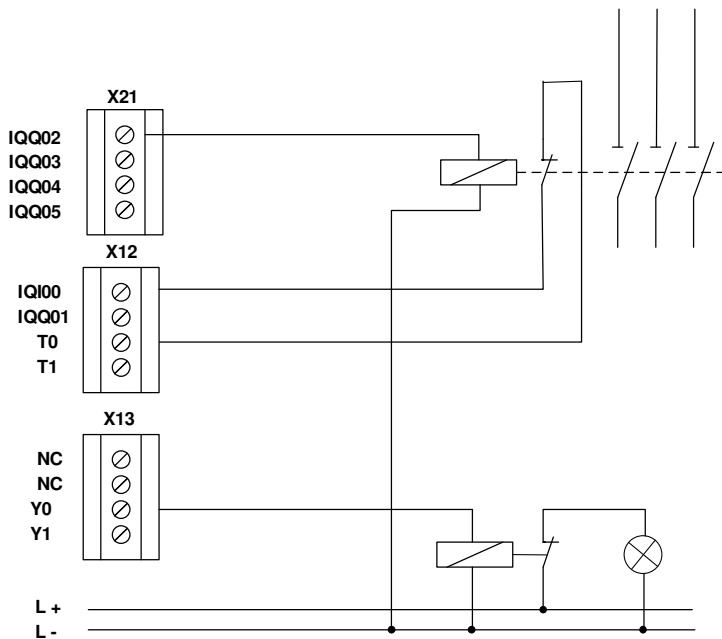 X21
IQQ02
IQQ03
IQQ04
IQQ05
X12
IQI00
IQQ01
T0
T1
X13
NC
NC
Y0
Y1
L +
L -